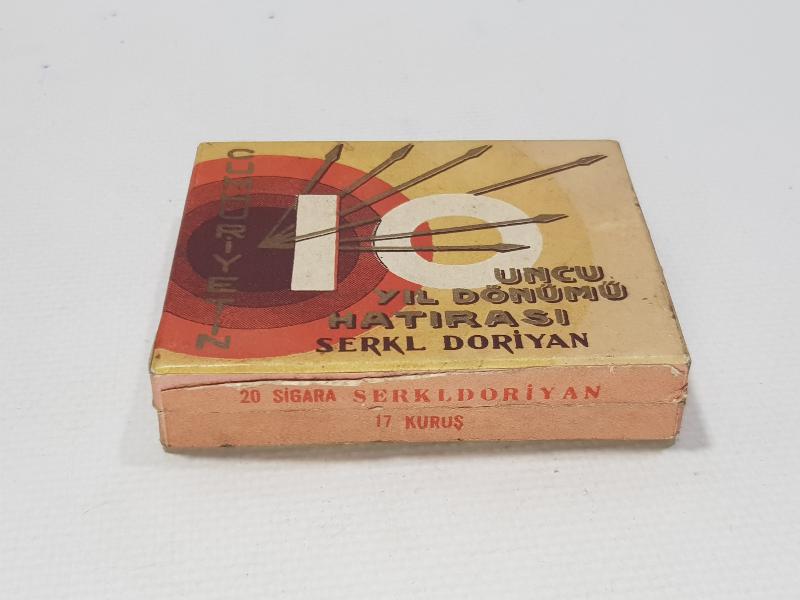 CUMHURİYETİN
10
UNCU
YIL DÖNÜMÜ
HATIRASI
SERKL DORİYAN
20 SİGARA SERKLDORİYAN
17 KURUŞ